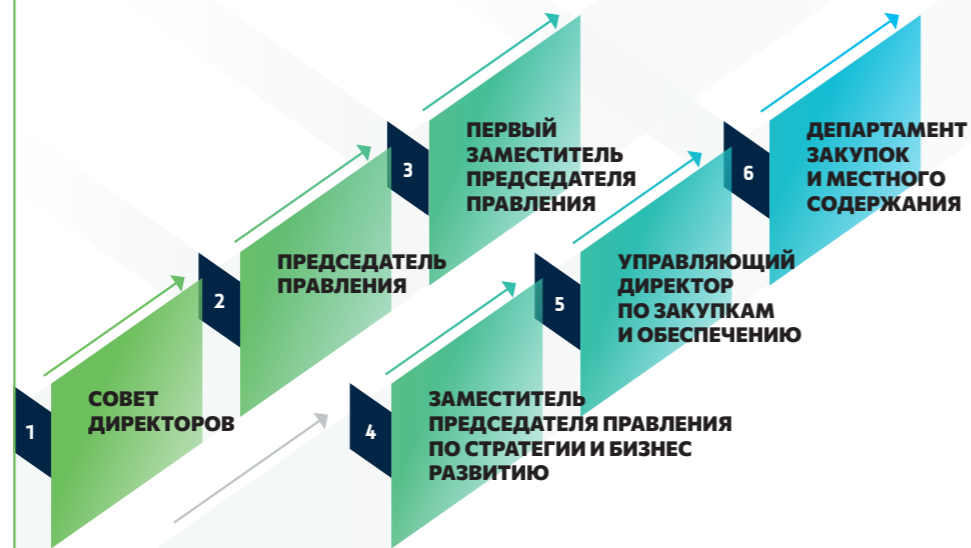 1
СОВЕТ
ДИРЕКТОРОВ
2
ПРЕДСЕДАТЕЛЬ
ПРАВЛЕНИЯ
3
ПЕРВЫЙ
ЗАМЕСТИТЕЛЬ
ПРЕДСЕДАТЕЛЯ
ПРАВЛЕНИЯ
4
ЗАМЕСТИТЕЛЬ
ПРЕДСЕДАТЕЛЯ ПРАВЛЕНИЯ
ПО СТРАТЕГИИ И БИЗНЕС
РАЗВИТИЮ
5
УПРАВЛЯЮЩИЙ
ДИРЕКТОР
ПО ЗАКУПКАМ
И ОБЕСПЕЧЕНИЮ
6
ДЕПАРТАМЕНТ
ЗАКУПОК
И МЕСТНОГО
СОДЕРЖАНИЯ